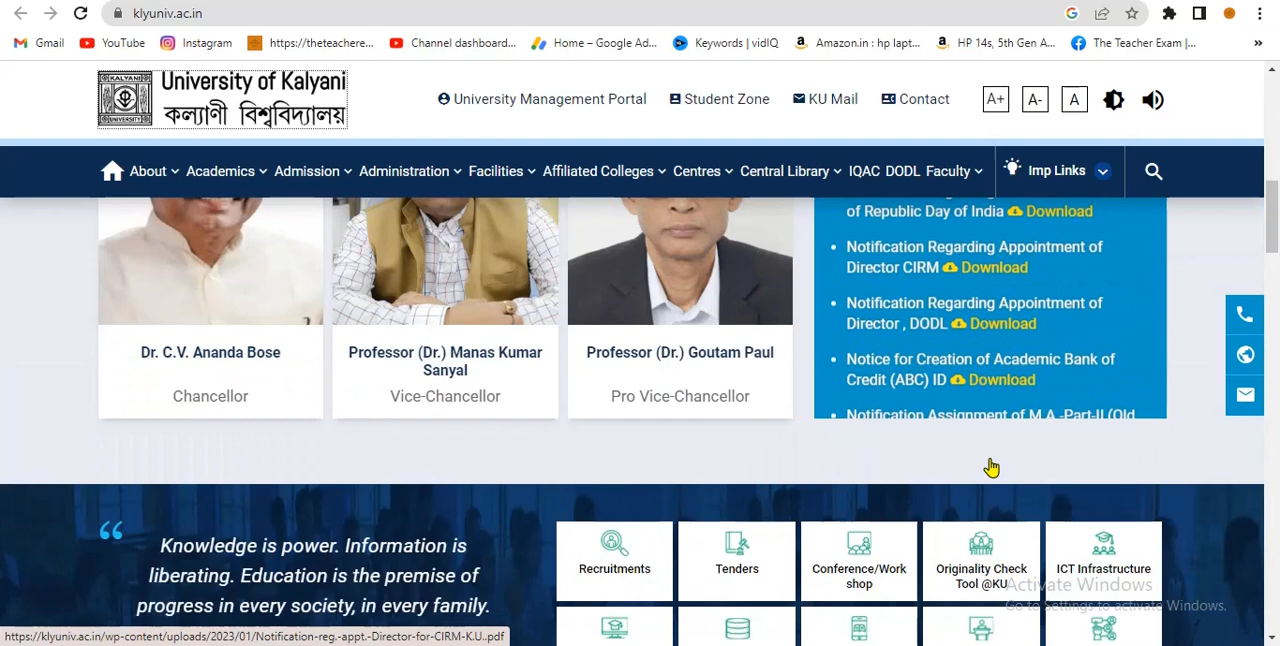 klyuniv.ac.in
Gmail YouTube Instagram https://theteachere... Channel dashboard... Home – Google Ad... Keywords | vidIQ Amazon.in : hp lapt... HP 14s, 5th Gen A... The Teacher Exam |... »
University of Kalyani
কল্যাণী বিশ্ববিদ্যালয়
University Management Portal Student Zone KU Mail Contact A+ A- A
About Academics Admission Administration Facilities Affiliated Colleges Centres Central Library IQAC DODL Faculty Imp Links
of Republic Day of India Download
Notification Regarding Appointment of
Director CIRM Download
Notification Regarding Appointment of
Director , DODL Download
Notice for Creation of Academic Bank of
Credit (ABC) ID Download
Notification Assignment of M.A.-Part-II (Old
Dr. C.V. Ananda Bose
Chancellor
Professor (Dr.) Manas Kumar
Sanyal
Vice-Chancellor
Professor (Dr.) Goutam Paul
Pro Vice-Chancellor
“ Knowledge is power. Information is
liberating. Education is the premise of
progress in every society, in every family.
Recruitments
Tenders
Conference/Work
shop
Originality Check
Tool @KU
ICT Infrastructure
Activate Windows
Go to Settings to activate Windows.
https://klyuniv.ac.in/wp-content/uploads/2023/01/Notification-reg.-appt.-Director-for-CIRM-K.U..pdf